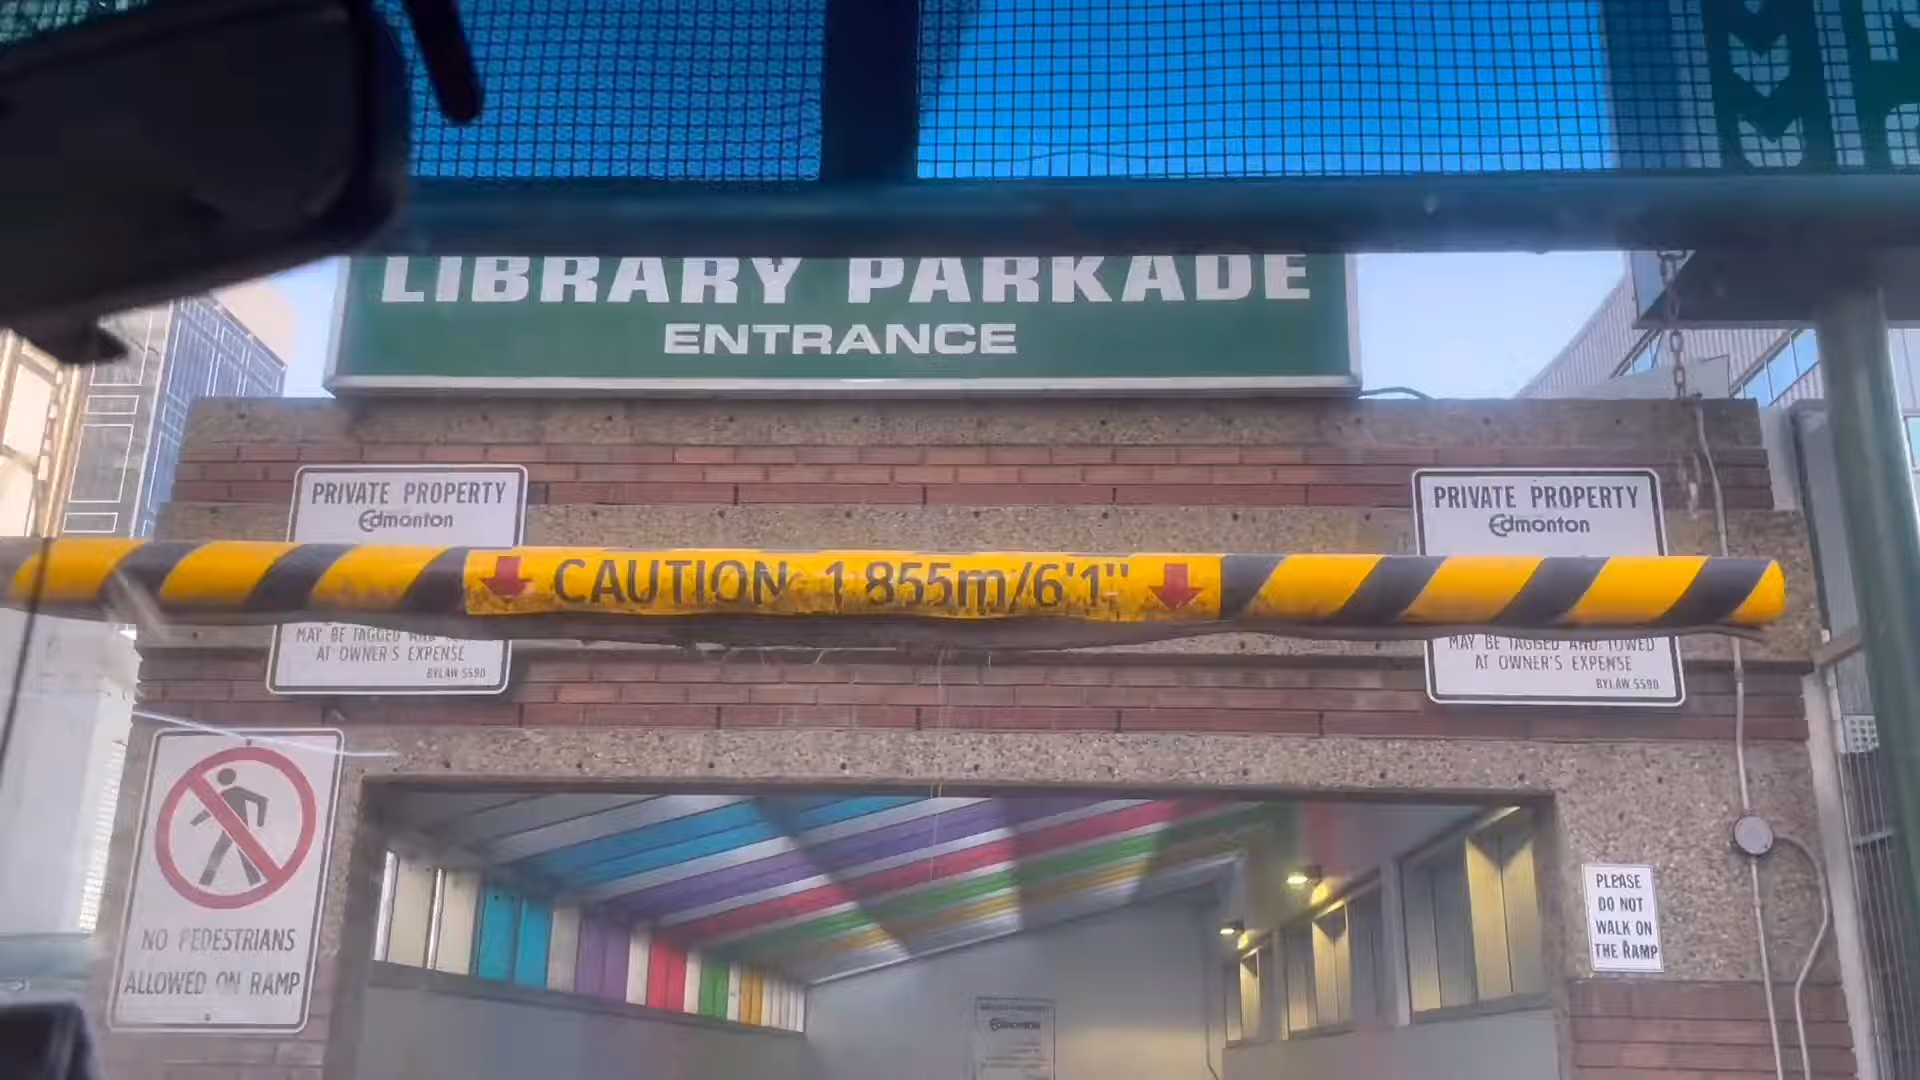 LIBRARY PARKADE
ENTRANCE
PRIVATE PROPERTY
Edmonton
MAY BE TAGGED AND
AT OWNER'S EXPENSE
BYLAW 5590
PRIVATE PROPERTY
Edmonton
MAY BE TAGGED AND TOWED
AT OWNER'S EXPENSE
BYLAW 5590
CAUTION 1.855m/6'1"
NO PEDESTRIANS
ALLOWED ON RAMP
PLEASE
DO NOT
WALK ON
THE RAMP
Edmonton